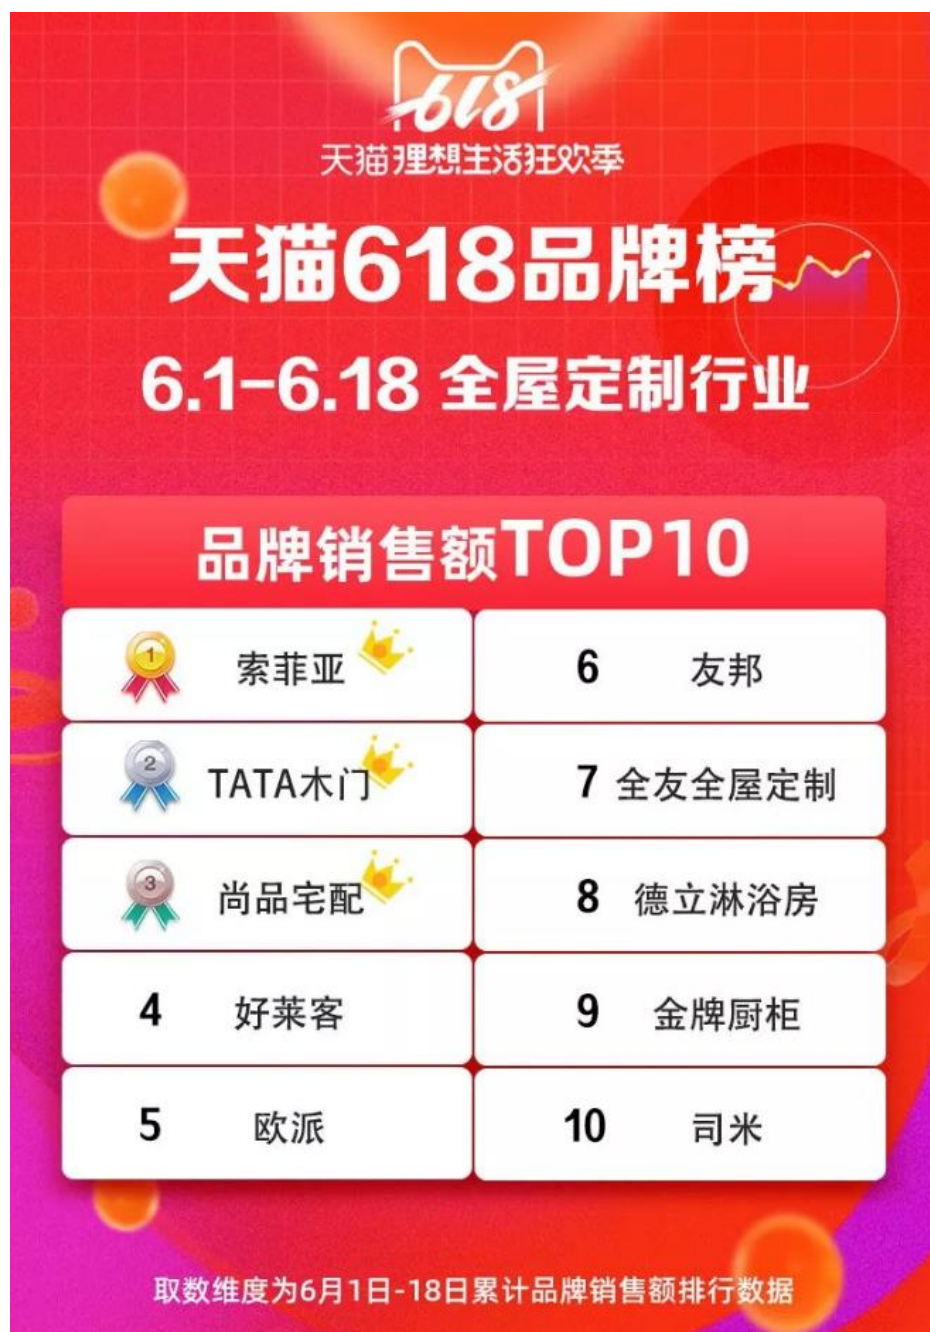 618
天猫理想生活狂欢季
天猫618品牌榜
6.1-6.18 全屋定制行业
品牌销售额TOP10
1 索菲亚
2 TATA木门
3 尚品宅配
4 好莱客
5 欧派
6 友邦
7 全友全屋定制
8 德立淋浴房
9 金牌厨柜
10 司米
取数维度为6月1日-18日累计品牌销售额排行数据